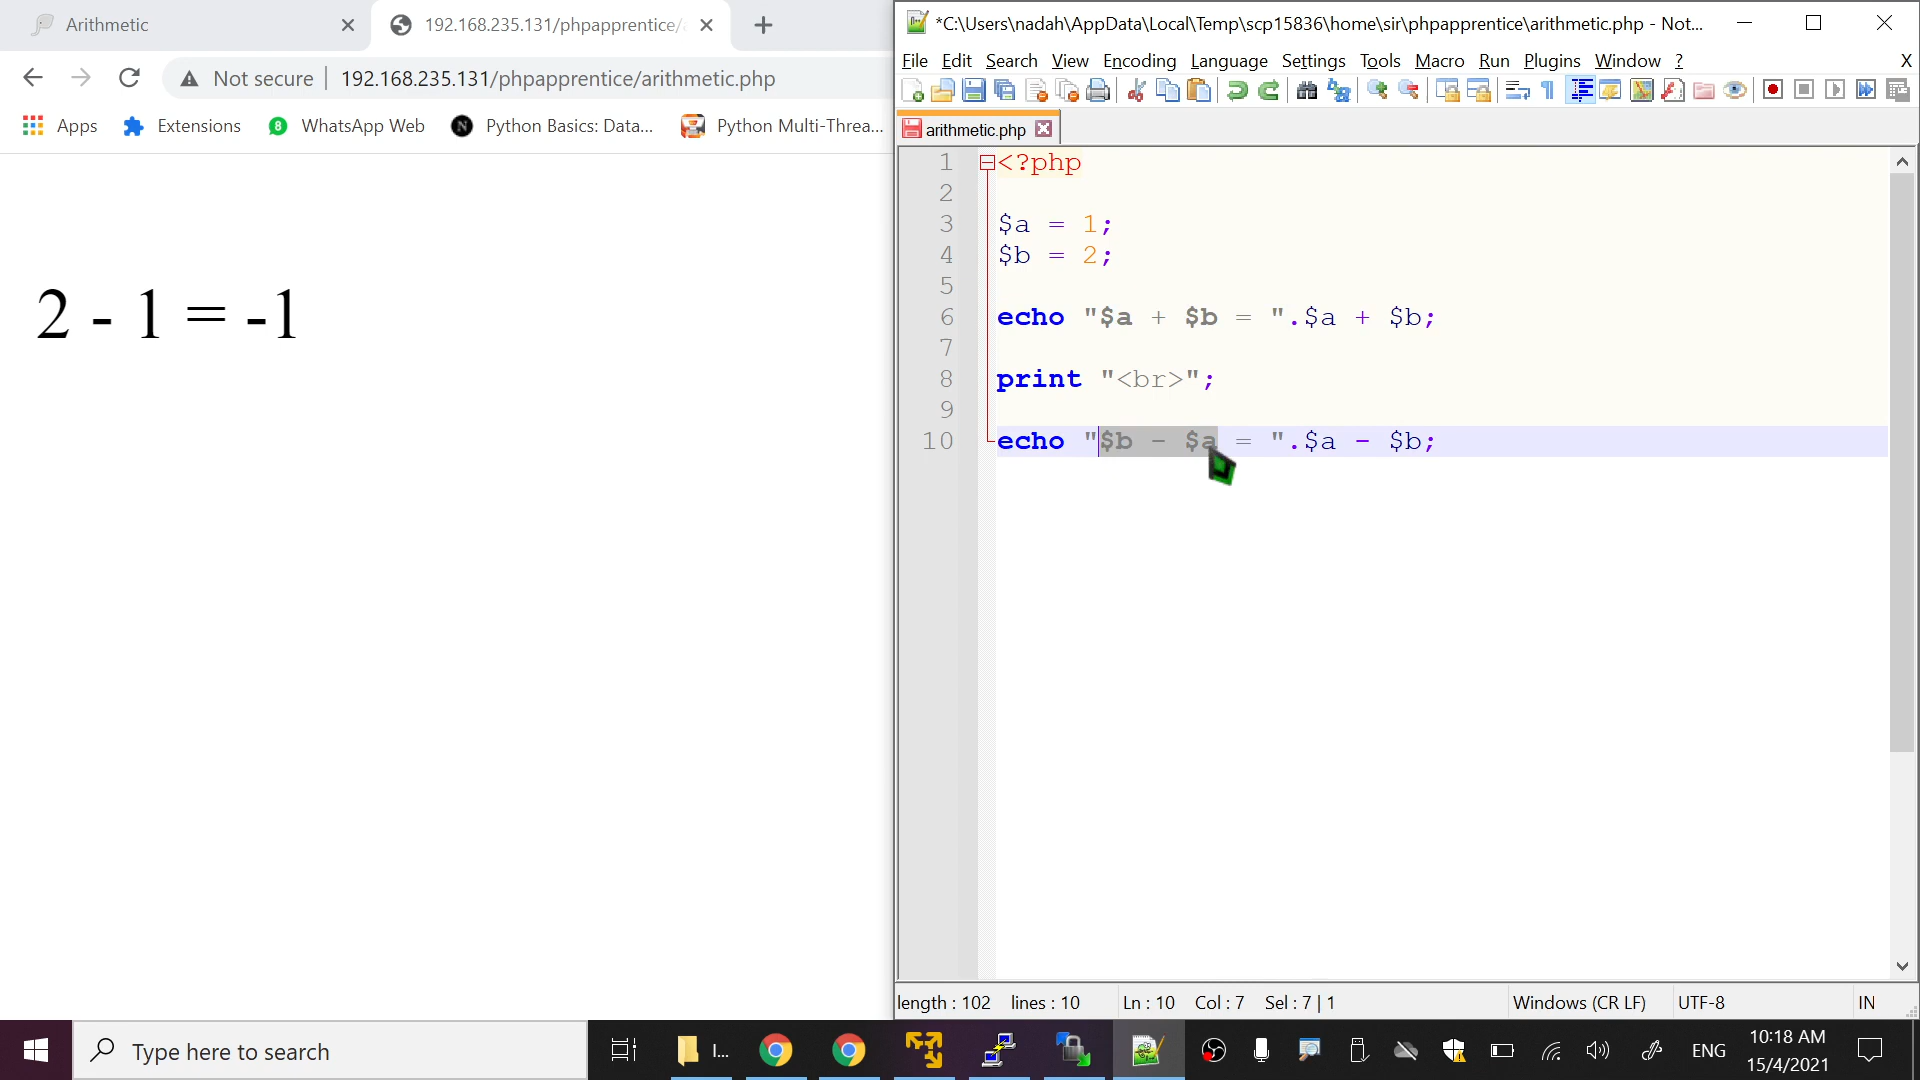 Arithmetic
192.168.235.131/phpapprentice/
Not secure
192.168.235.131/phpapprentice/arithmetic.php
Apps
Extensions
8
WhatsApp Web
N
Python Basics: Data...
Python Multi-Threa...
2 - 1 = -1
*C:\Users\nadah\AppData\Local\Temp\scp15836\home\sir\phpapprentice\arithmetic.php - Not...
File Edit Search View Encoding Language Settings Tools Macro Run Plugins Window ?
X
arithmetic.php
1 <?php
2
3 $a = 1;
4 $b = 2;
5
6 echo "$a + $b = ".$a + $b;
7
8 print "<br>";
9
10 echo "$b - $a = ".$a - $b;
length : 102 lines : 10 Ln : 10 Col : 7 Sel : 7 | 1 Windows (CR LF) UTF-8 IN
Type here to search
I...
ENG
10:18 AM
15/4/2021